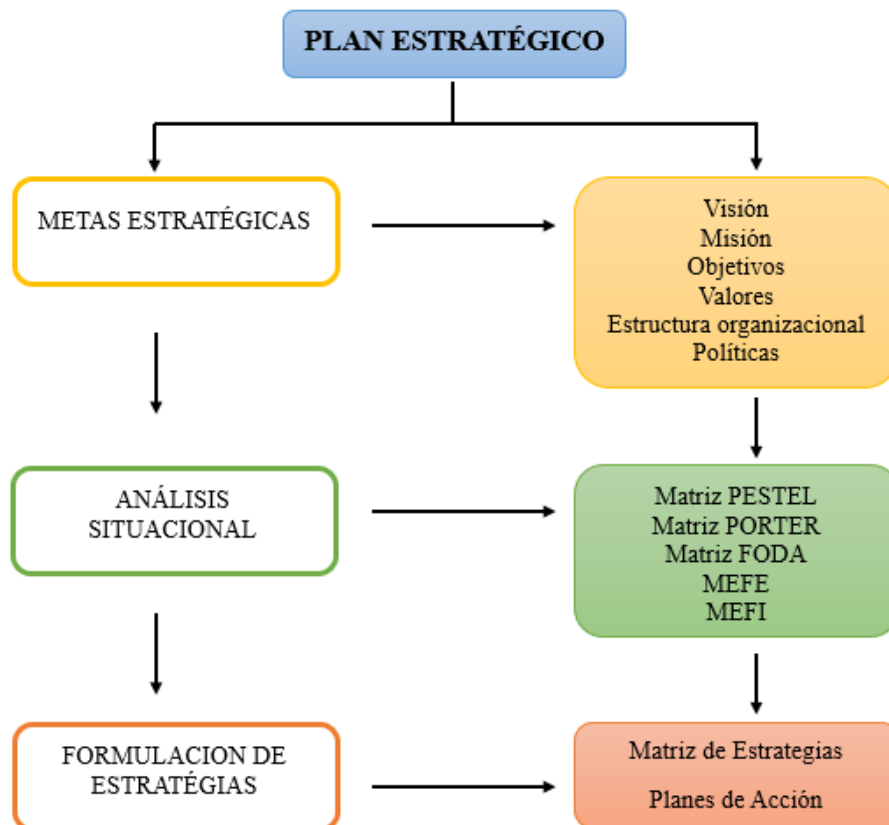 PLAN ESTRATÉGICO
METAS ESTRATÉGICAS
Visión
Misión
Objetivos
Valores
Estructura organizacional
Políticas
ANÁLISIS
SITUACIONAL
Matriz PESTEL
Matriz PORTER
Matriz FODA
MEFE
MEFI
FORMULACION DE
ESTRATÉGIAS
Matriz de Estrategias
Planes de Acción